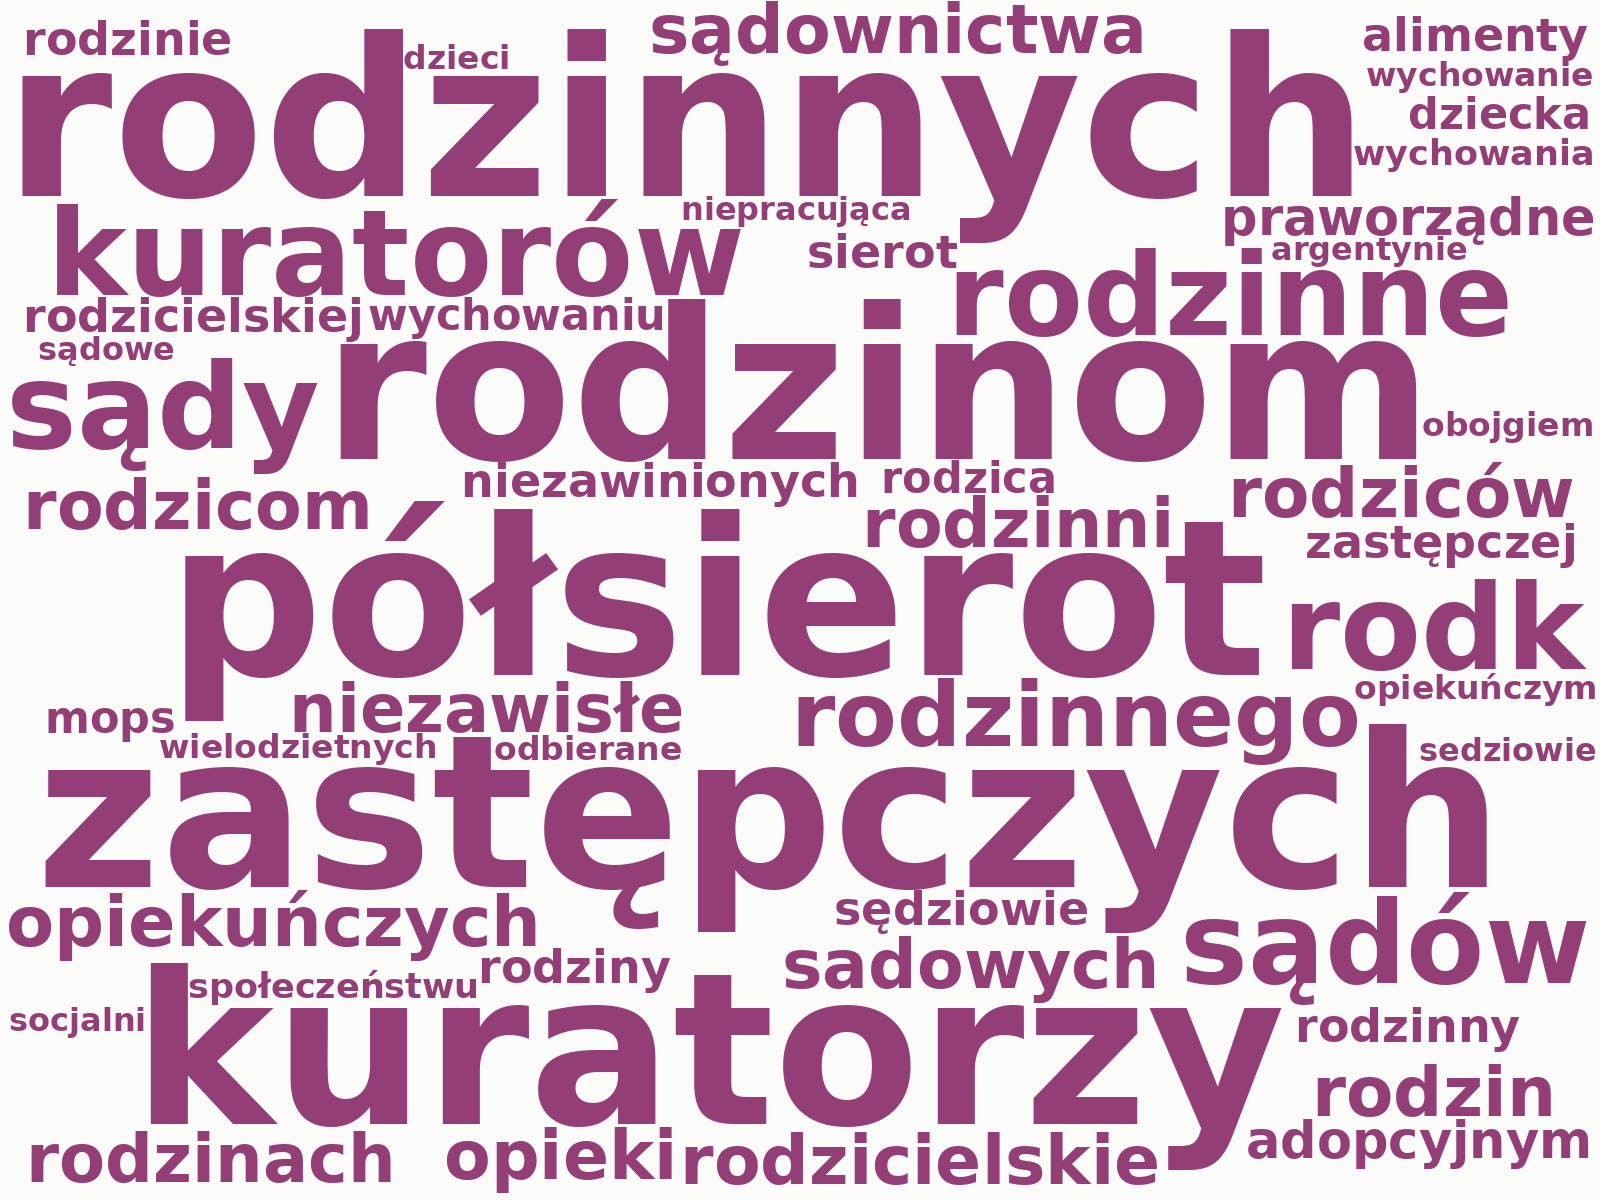 rodzinie
dzieci
sądownictwa
alimenty
rodzinnych
wychowanie
dziecka
wychowania
kuratorów
niepracująca
sierot
praworządne
argentynie
rodzinne
rodzicielskiej
wychowaniu
sądowe
sądy
rodzinom
obojgiem
rodzicom
niezawinionych
rodzica
rodziców
rodzinni
zastępczej
półsierot
rodk
mops
niezawisłe
rodzinnego
opiekuńczym
wielodzietnych
odbierane
sedziowie
zastępczych
opiekuńczych
sędziowie
sądów
społeczeństwu
rodziny
sadowych
socjalni
kuratorzy
rodzinny
rodzin
adopcyjnym
rodzinach
opieki
rodzicielskie